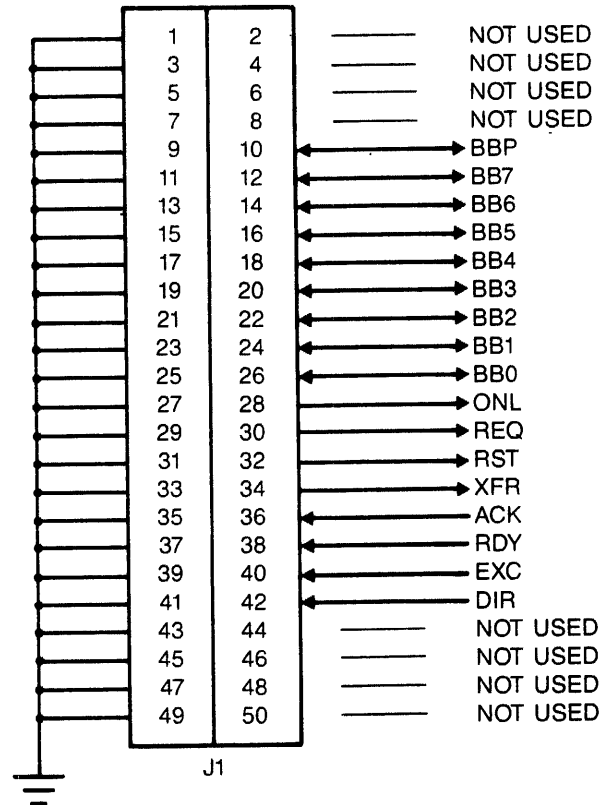 1 2 NOT USED
3 4 NOT USED
5 6 NOT USED
7 8 NOT USED
9 10 BBP
11 12 BB7
13 14 BB6
15 16 BB5
17 18 BB4
19 20 BB3
21 22 BB2
23 24 BB1
25 26 BB0
27 28 ONL
29 30 REQ
31 32 RST
33 34 XFR
35 36 ACK
37 38 RDY
39 40 EXC
41 42 DIR
43 44 NOT USED
45 46 NOT USED
47 48 NOT USED
49 50 NOT USED
J1